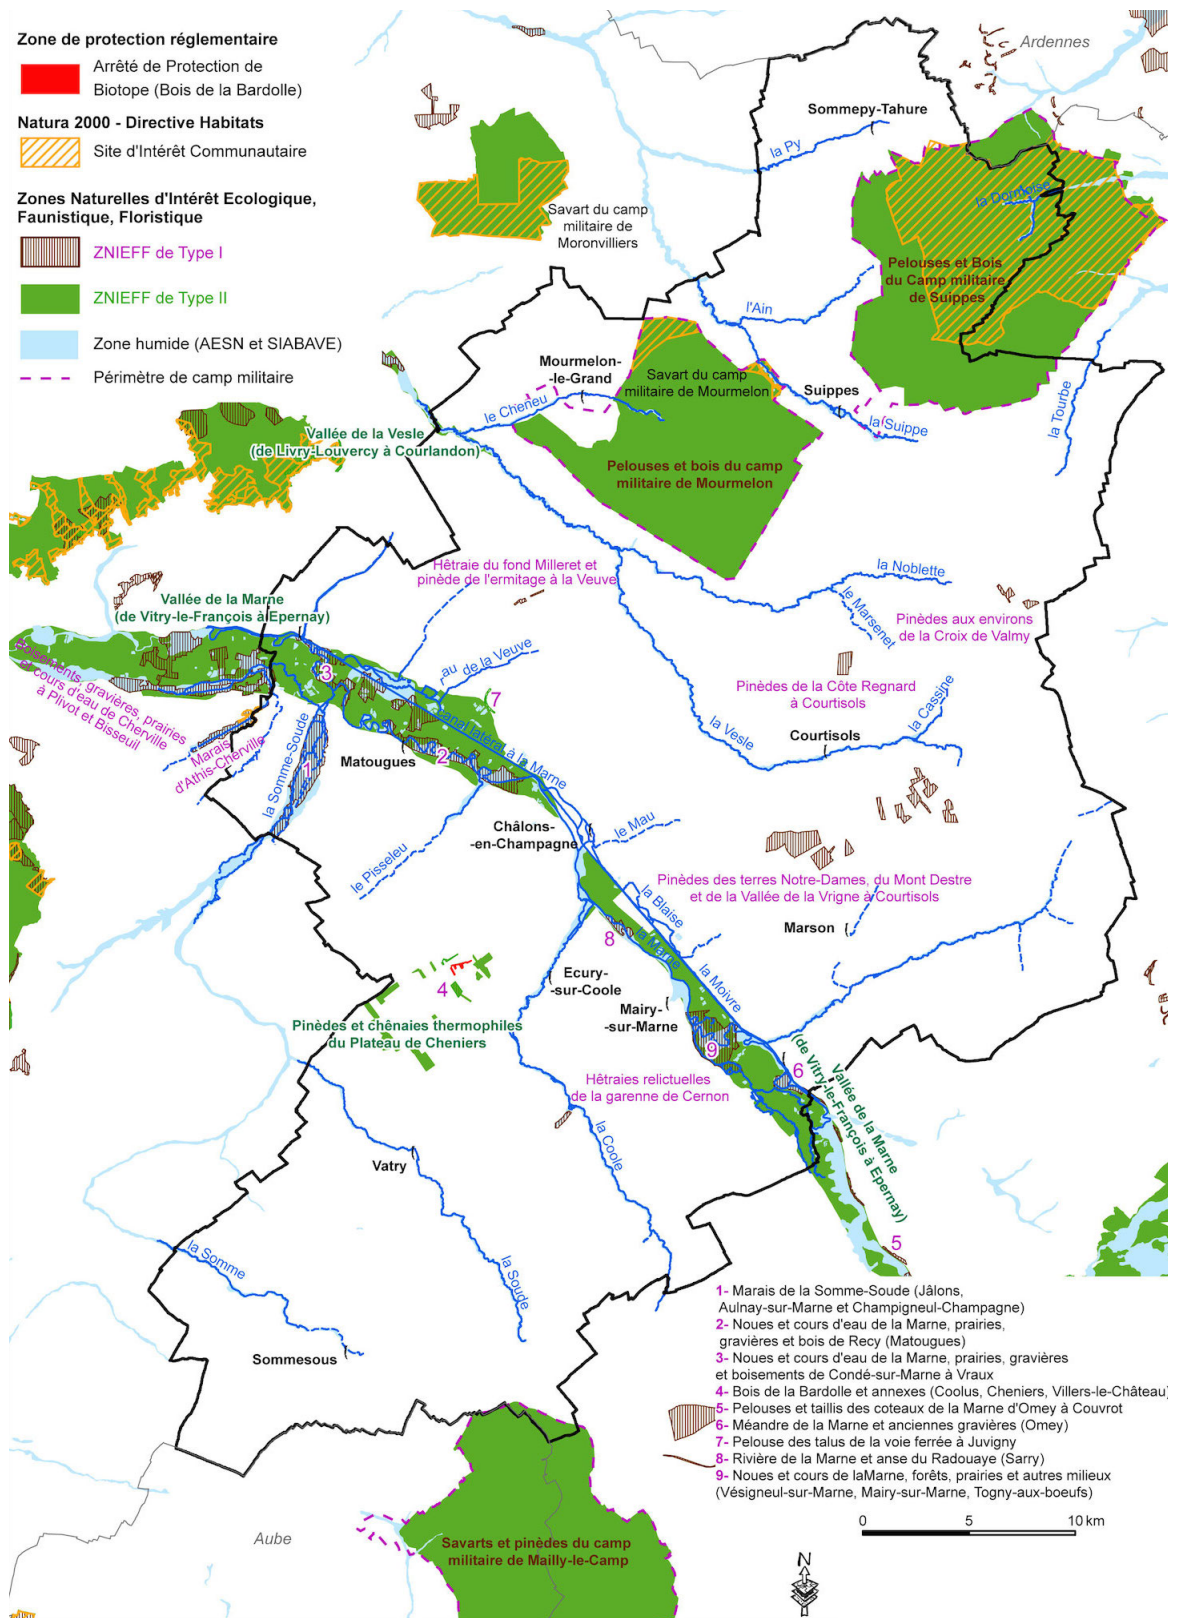 Zone de protection réglementaire
Arrêté de Protection de
Biotope (Bois de la Bardolle)
Natura 2000 - Directive Habitats
Site d'Intérêt Communautaire
Zones Naturelles d'Intérêt Ecologique,
Faunistique, Floristique
ZNIEFF de Type I
ZNIEFF de Type II
Zone humide (AESN et SIABAVE)
Périmètre de camp militaire
Ardennes
Sommepy-Tahure
la Py
la Dormoise
Savart du camp
militaire de
Moronvilliers
Pelouses et Bois
du Camp militaire
de Suippes
l'Ain
Mourmelon-
le-Grand
Savart du camp
militaire de Mourmelon
Suippes
le Cheneu
la Suippe
la Tourbe
Vallée de la Vesle
(de Livry-Louvercy à Courlandon)
Pelouses et bois du camp
militaire de Mourmelon
Hêtraie du fond Milleret et
pinède de l'ermitage à la Veuve
la Noblette
le Marsenet
Vallée de la Marne
(de Vitry-le-François à Epernay)
Pinèdes aux environs
de la Croix de Valmy
Boisements, gravières, prairies
et cours d'eau de Cherville
à Plivot et Bisseuil
3
au de la Veuve
7
Pinèdes de la Côte Regnard
à Courtisols
la Cassine
la Vesle
Courtisols
Marais
d'Athis-Cherville
la Somme-Soude
1
Matougues
2
canal latéral à la Marne
Châlons-
-en-Champagne
le Mau
le Pisseleu
Pinèdes des terres Notre-Dames, du Mont Destre
et de la Vallée de la Vrigne à Courtisols
la Blaise
Marson
8
la Marne
4
Ecury-
-sur-Coole
la Moivre
Mairy-
-sur-Marne
Pinèdes et chênaies thermophiles
du Plateau de Cheniers
9
6
Vallée de la Marne
(de Vitry-le-François à Epernay)
Hêtraies relictuelles
de la garenne de Cernon
la Coole
Vatry
5
la Somme
la Soude
Sommesous
1- Marais de la Somme-Soude (Jâlons,
Aulnay-sur-Marne et Champigneul-Champagne)
2- Noues et cours d'eau de la Marne, prairies,
gravières et bois de Recy (Matougues)
3- Noues et cours d'eau de la Marne, prairies, gravières
et boisements de Condé-sur-Marne à Vraux
4- Bois de la Bardolle et annexes (Coolus, Cheniers, Villers-le-Château)
5- Pelouses et taillis des coteaux de la Marne d'Omey à Couvrot
6- Méandre de la Marne et anciennes gravières (Omey)
7- Pelouse des talus de la voie ferrée à Juvigny
8- Rivière de la Marne et anse du Radouaye (Sarry)
9- Noues et cours de laMarne, forêts, prairies et autres milieux
(Vésigneul-sur-Marne, Mairy-sur-Marne, Togny-aux-boeufs)
0 5 10 km
Aube
Savarts et pinèdes du camp
militaire de Mailly-le-Camp
N